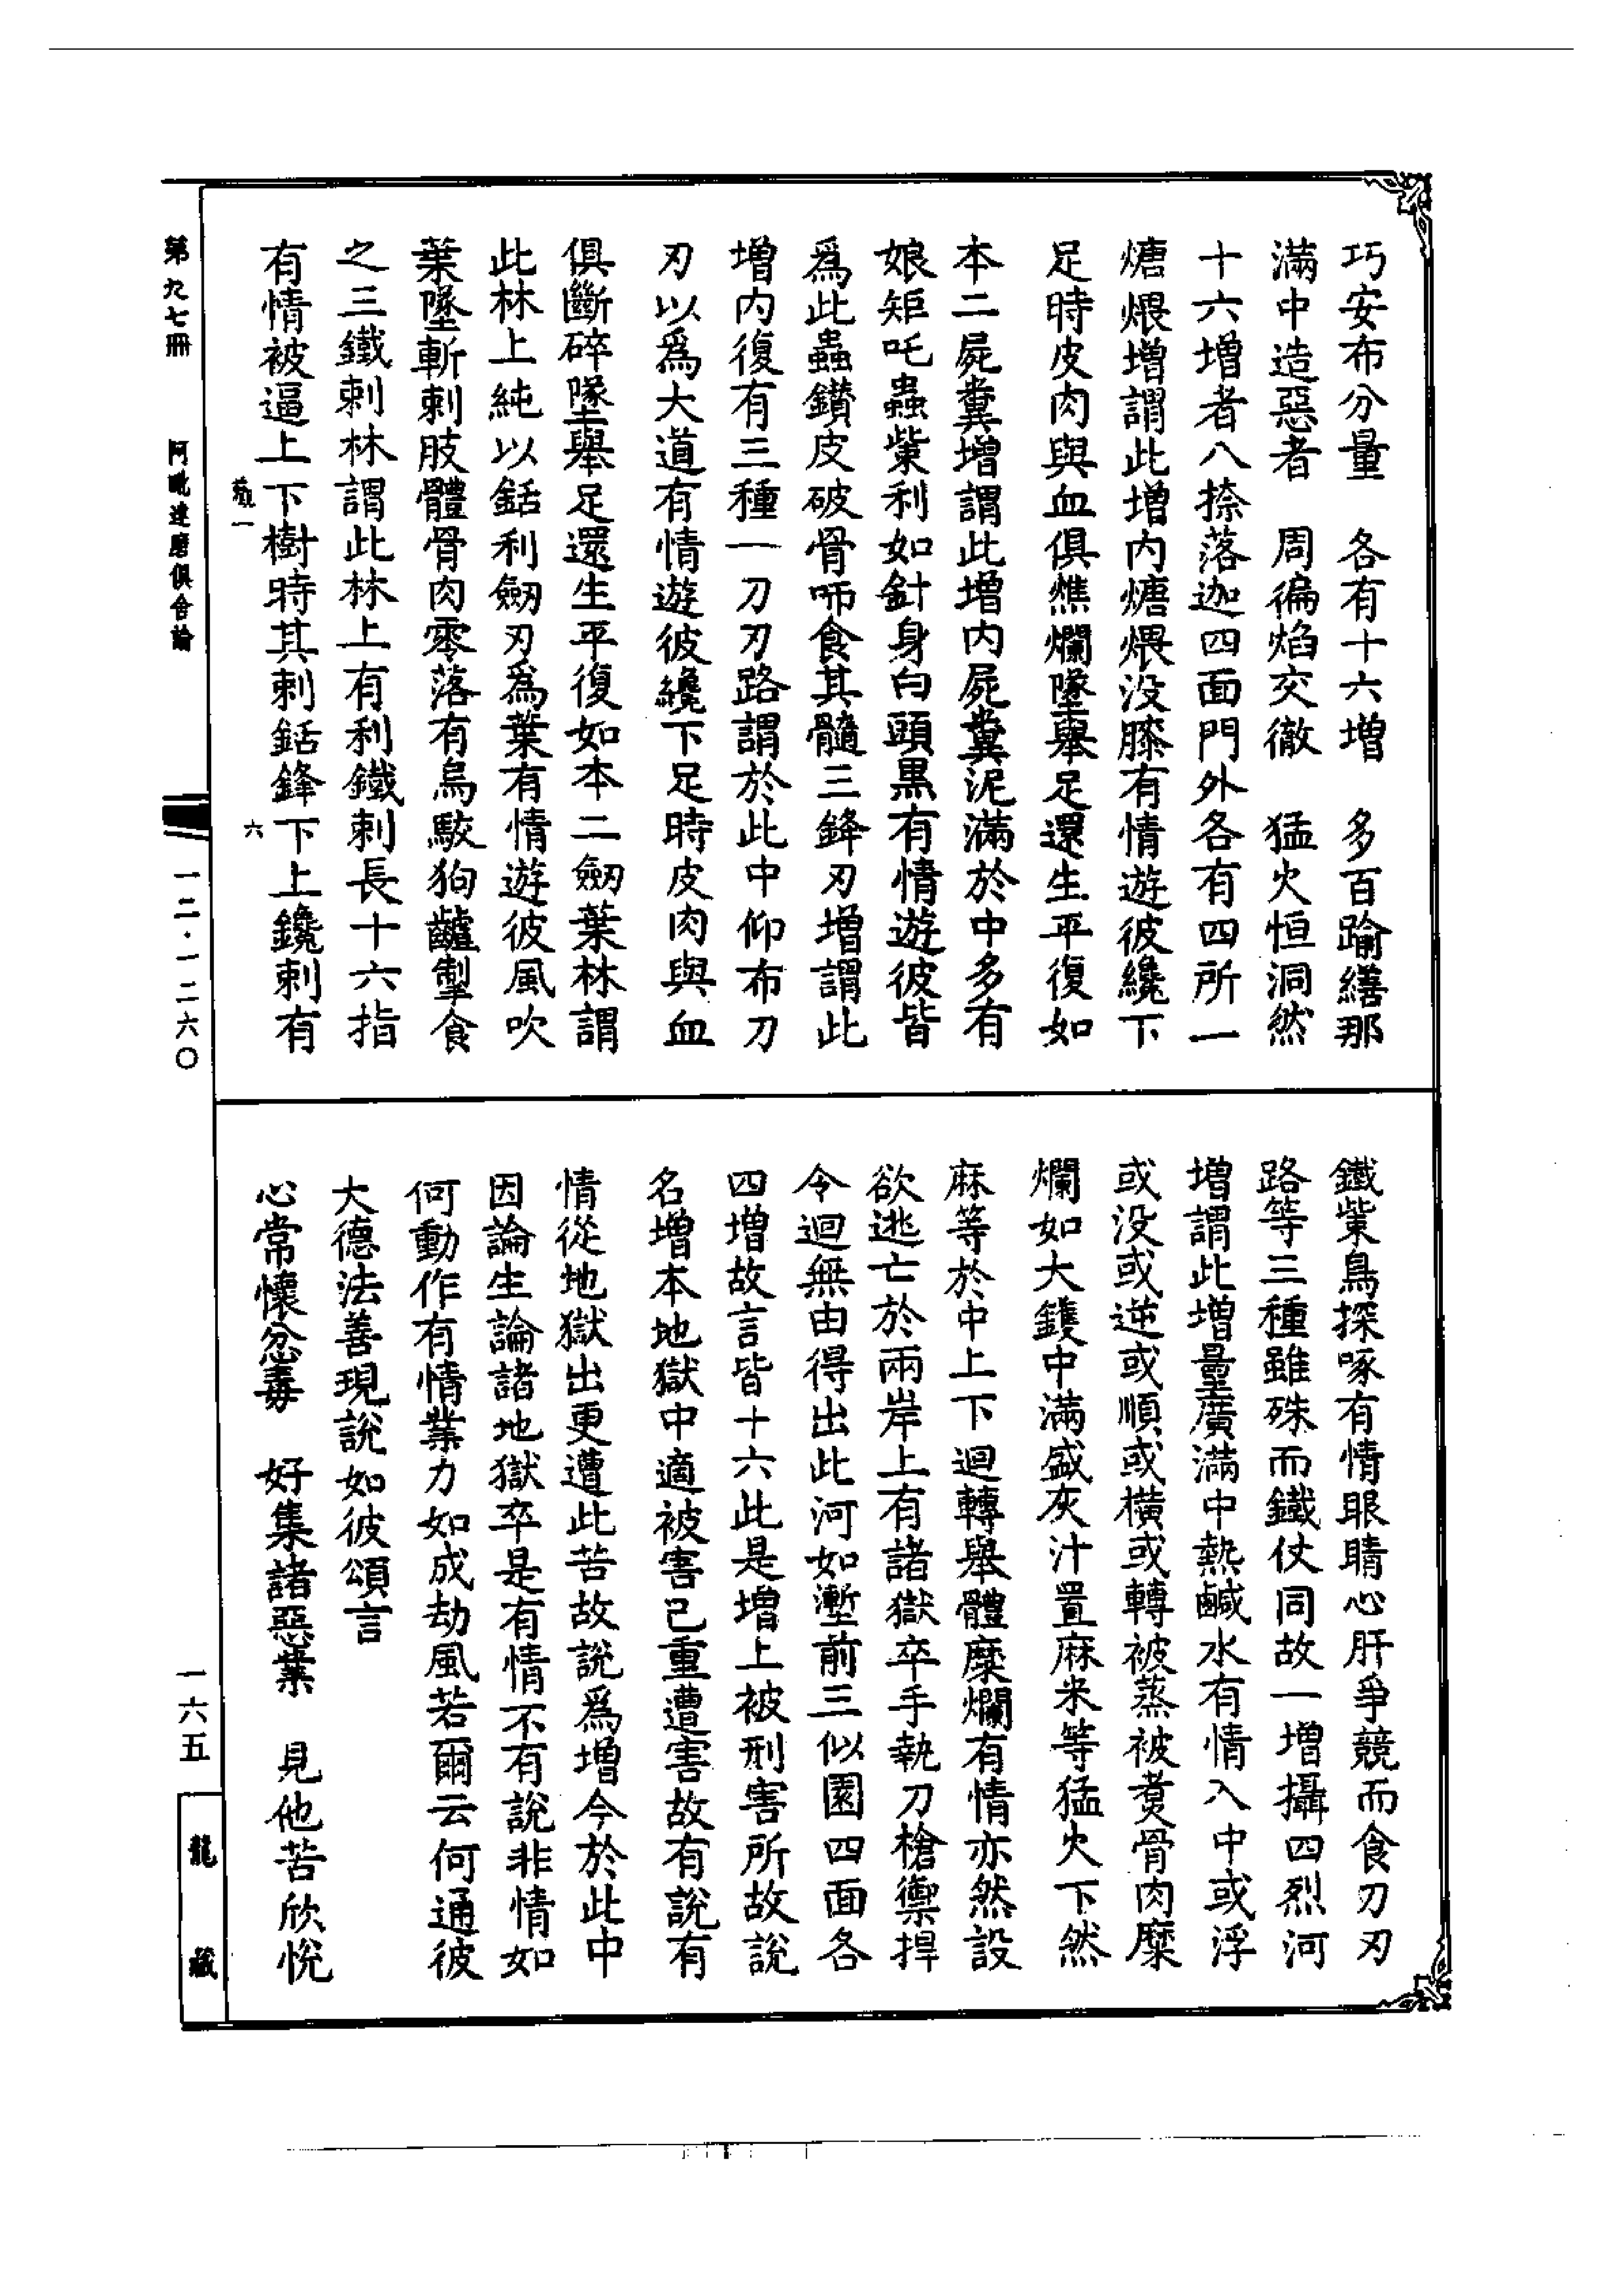 巧安布分量　各有十六增　多百踰繕那
滿中造惡者　周徧焰交徹　猛火恒洞然
十六增者八捺落迦四面門外各有四所一
煻煨增謂此增內煻煨没膝有情遊彼纔下
足時皮肉與血俱燋爛墜舉足還生平復如
本二屍糞增謂此增內屍糞泥滿於中多有
娘矩吒蟲㭰利如針身白頭黑有情遊彼皆
爲此蟲鑽皮破骨𠯗食其髓三鋒刃增謂此
增內復有三種一刀刃路謂於此中仰布刀
刃以爲大道有情遊彼纔下足時皮肉與血
俱斷碎墜舉足還生平復如本二劒葉林謂
此林上純以銛利劒刃爲葉有情遊彼風吹
葉墜斬刺肢體骨肉零落有烏駮狗齇掣食
之三鐵刺林謂此林上有利鐵刺長十六指
有情被逼上下樹時其刺銛鋒下上鑱刺有
鐵㭰鳥探啄有情眼睛心肝爭競而食刀刃
路等三種雖殊而鐵仗同故一增攝四烈河
增謂此增量廣滿中熱鹹水有情入中或浮
或没或逆或順或橫或轉被蒸被煑骨肉糜
爛如大鑊中滿盛灰汁置麻米等猛火下然
麻等於中上下迴轉舉體糜爛有情亦然設
欲逃亡於兩岸上有諸獄卒手執刀槍禦捍
令迴無由得出此河如塹前三似園四面各
四增故言皆十六此是增上被刑害所故說
名增本地獄中適被害已重遭害故有說有
情從地獄出更遭此苦故說爲增今於此中
因論生論諸地獄卒是有情不有說非情如
何動作有情業力如成劫風若爾云何通彼
大德法善現說如彼頌言
心常懷忿毒　好集諸惡業　見他苦欣悅
第九七冊　阿毗達磨俱舍論
一二·一二六〇
一六五
龍藏
六